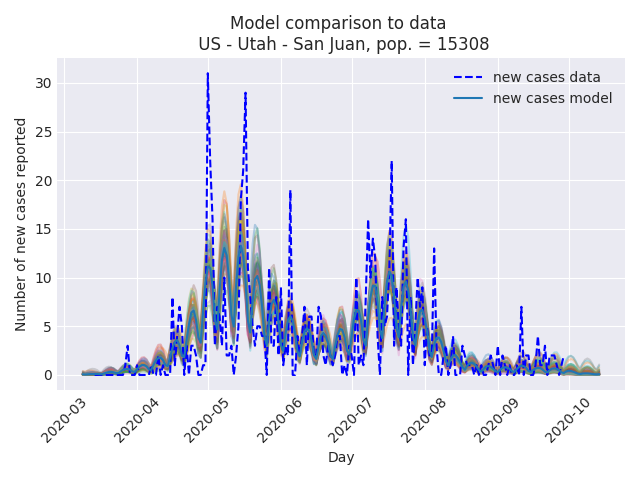 Model comparison to data
US - Utah - San Juan, pop. = 15308
new cases data
new cases model
Number of new cases reported
30
25
20
15
10
5
0
2020-03
2020-04
2020-05
2020-06
2020-07
2020-08
2020-09
2020-10
Day